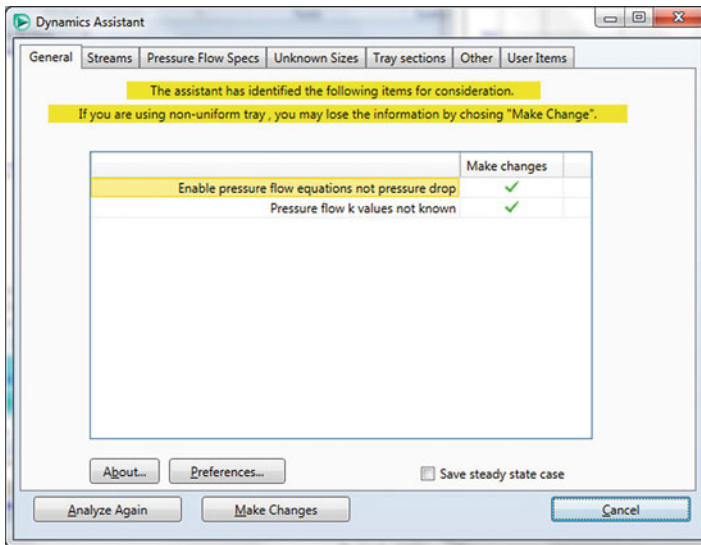 Dynamics Assistant
General Streams Pressure Flow Specs Unknown Sizes Tray sections Other User Items
The assistant has identified the following items for consideration.
If you are using non-uniform tray , you may lose the information by chosing "Make Change".
Make changes
Enable pressure flow equations not pressure drop
Pressure flow k values not known
About... Preferences... Save steady state case
Analyze Again Make Changes Cancel